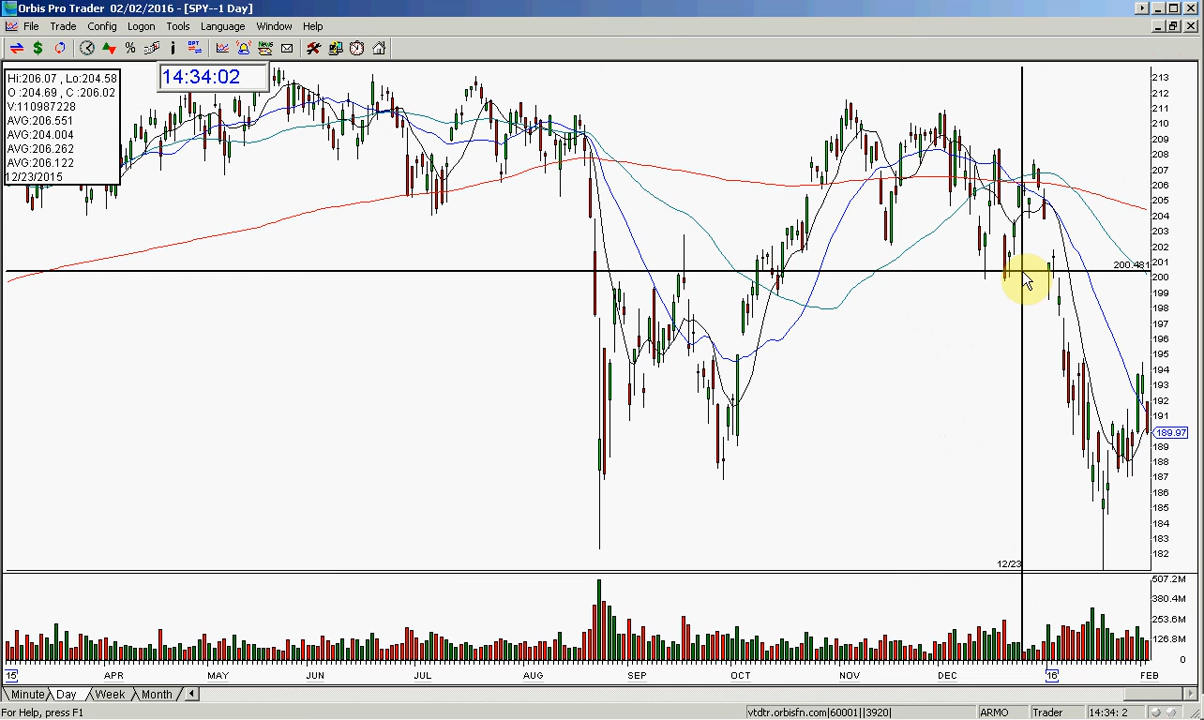 Orbis Pro Trader 02/02/2016 - [SPY--1 Day]
File Trade Config Logon Tools Language Window Help
Hi:206.07 , Lo:204.58
O :204.69 , C :206.02
V:110987228
AVG:206.551
AVG:204.004
AVG:206.262
AVG:206.122
12/23/2015
14:34:02
213
212
211
210
209
208
207
206
205
204
203
202
201
200.481
200
199
198
197
196
195
194
193
192
191
189.97
189
188
187
186
185
184
183
182
12/23
507.2M
380.4M
253.6M
126.8M
0
15 APR MAY JUN JUL AUG SEP OCT NOV DEC 16 FEB
Minute Day Week Month
For Help, press F1
vtdtr.orbisfn.com|60001||3920| ARMO Trader 14:34: 2